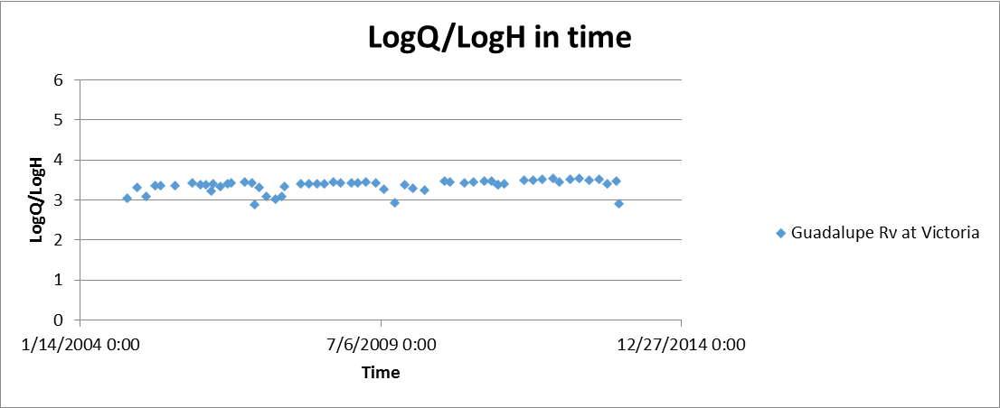 LogQ/LogH in time
6
5
4
3
2
1
0
LogQ/LogH
1/14/2004 0:00
7/6/2009 0:00
12/27/2014 0:00
Time
Guadalupe Rv at Victoria